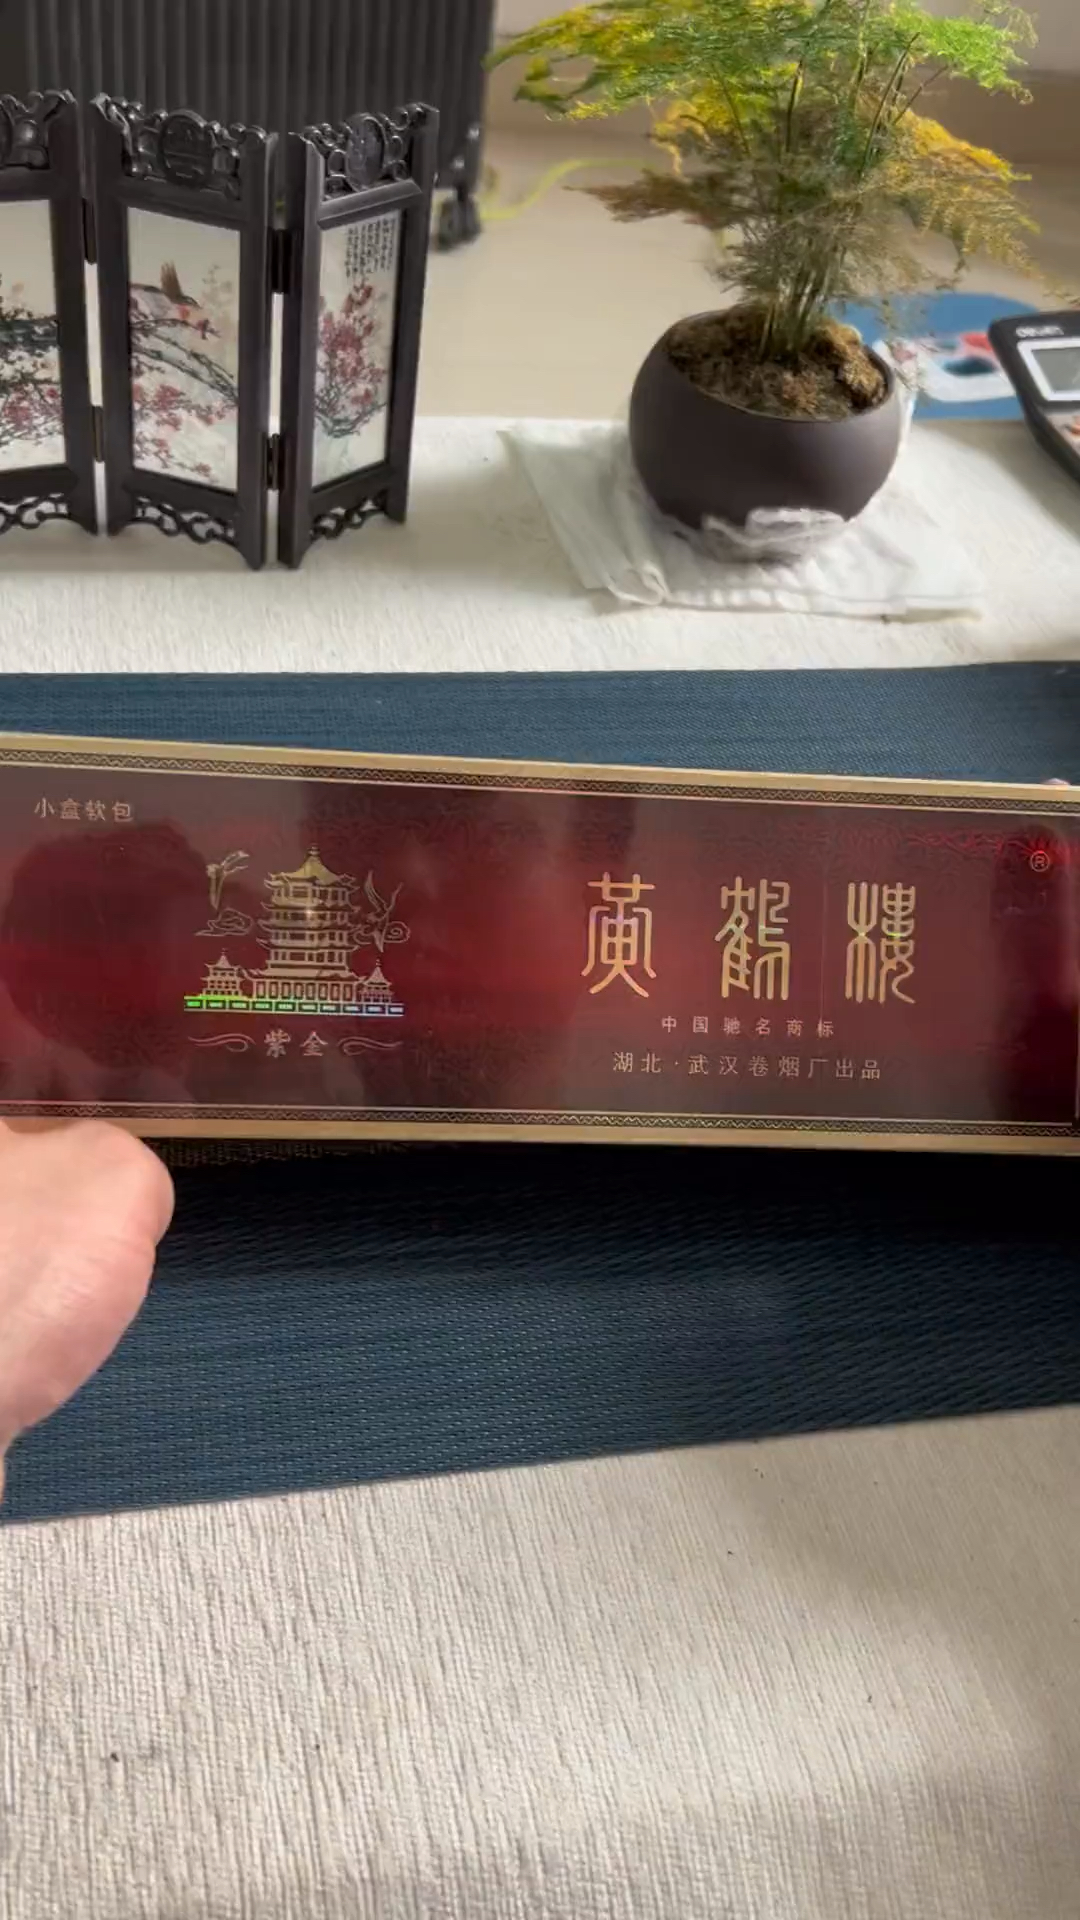 deli
小盒软包
黄鹤楼
®
紫金
中国驰名商标
湖北·武汉卷烟厂出品